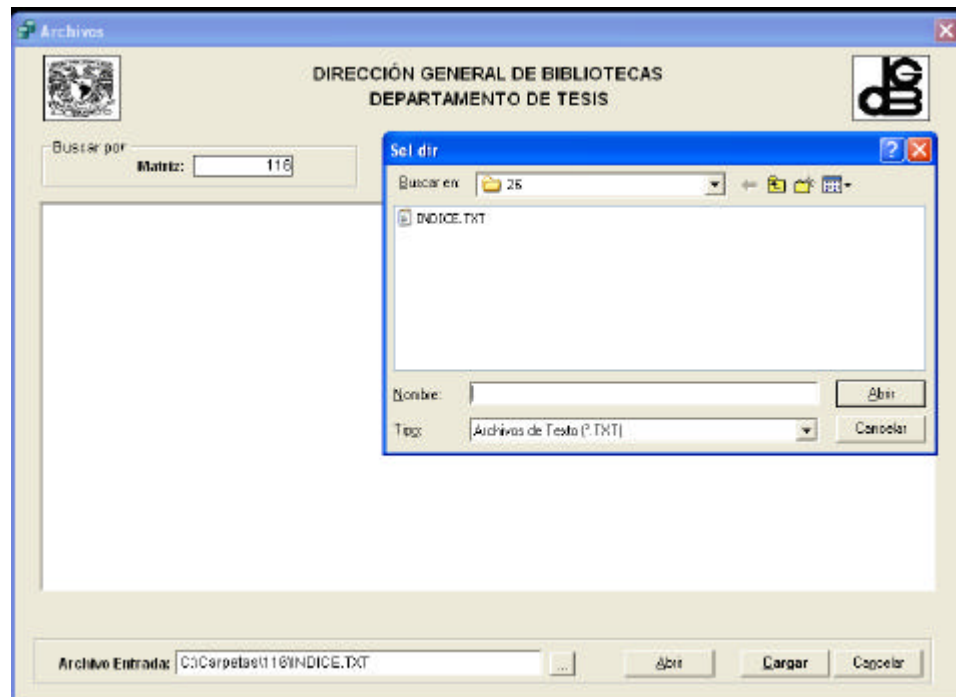 Archivos
DIRECCIÓN GENERAL DE BIBLIOTECAS
DEPARTAMENTO DE TESIS
Buscar por
Matriz: 116
Sel dir
Buscar en: 26
INDICE.TXT
Nombre:
Abrir
Tipo: Archivos de Texto (*.TXT)
Cancelar
Archivo Entrada: C:\Carpetas\116\INDICE.TXT
...
Abrir
Cargar
Cancelar